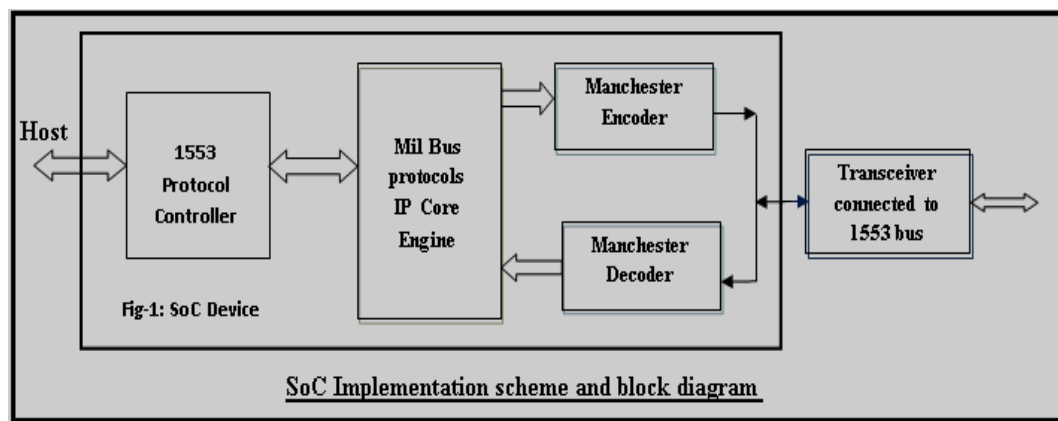 Host
1553
Protocol
Controller
Mil Bus
protocols
IP Core
Engine
Manchester
Encoder
Manchester
Decoder
Transceiver
connected to
1553 bus
Fig-1: SoC Device
SoC Implementation scheme and block diagram